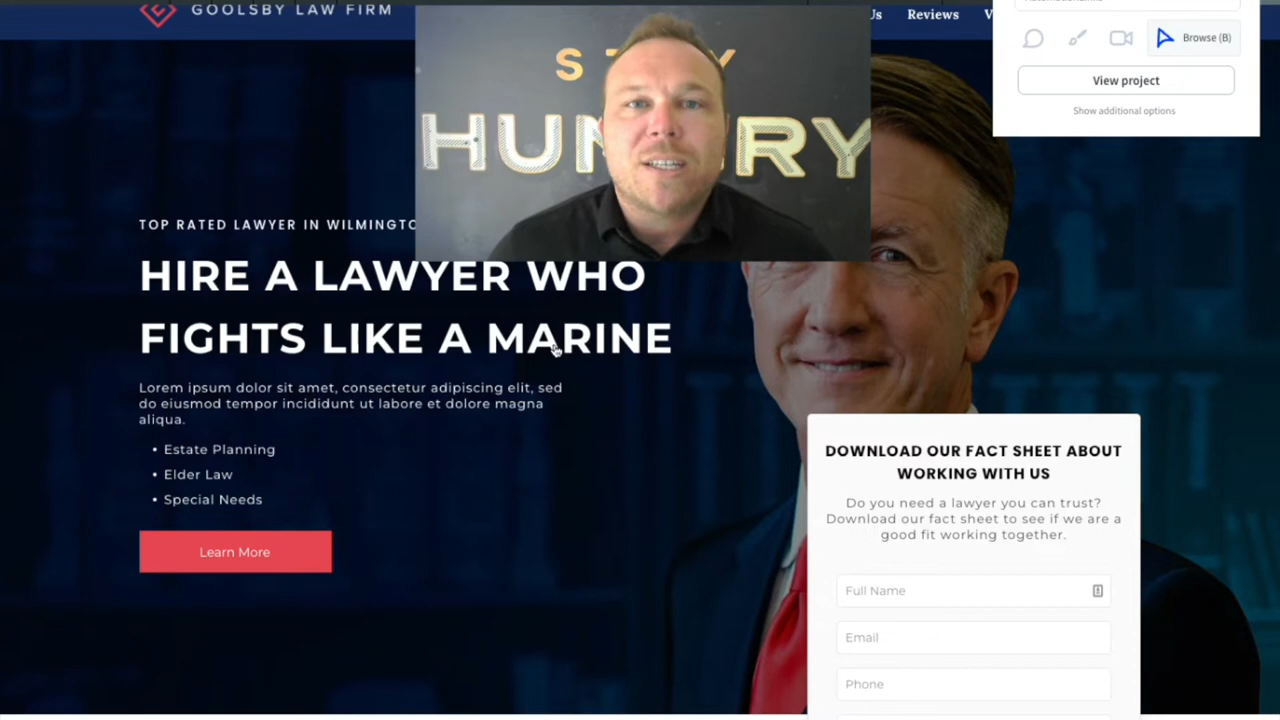 GOOLSBY LAW FIRM
Us
Reviews
Browse (B)
View project
Show additional options
HUNGRY
TOP RATED LAWYER IN
HIRE A LAWYER WHO
FIGHTS LIKE A MARINE
Lorem ipsum dolor sit amet, consectetur adipiscing elit, sed
do eiusmod tempor incididunt ut labore et dolore magna
aliqua.
• Estate Planning
• Elder Law
• Special Needs
Learn More
DOWNLOAD OUR FACT SHEET ABOUT
WORKING WITH US
Do you need a lawyer you can trust?
Download our fact sheet to see if we are a
good fit working together.
Full Name
Email
Phone